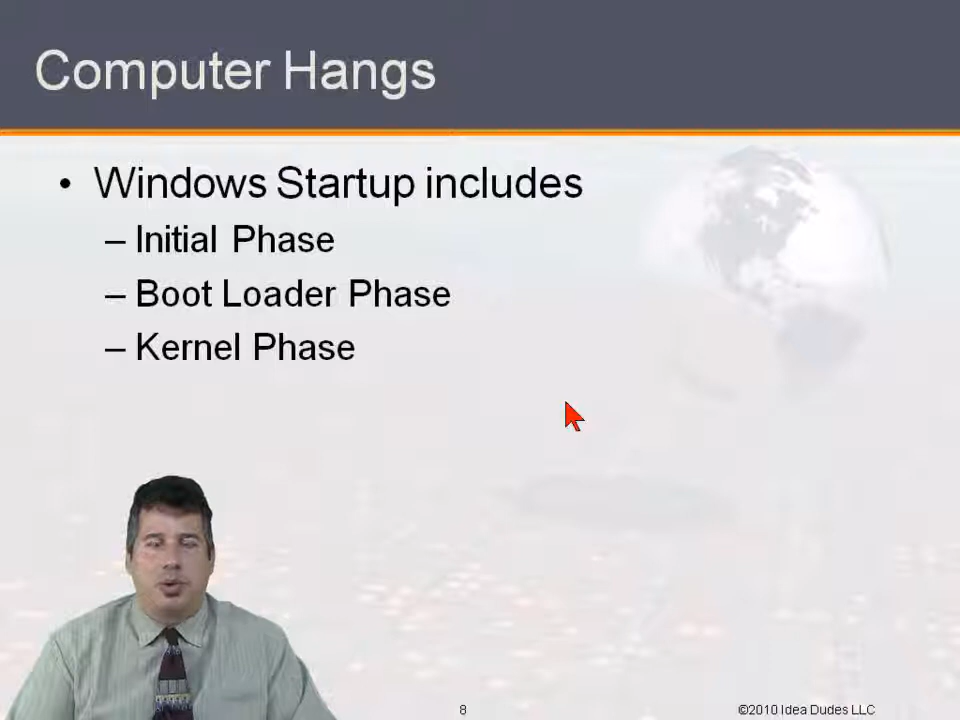 Computer Hangs
• Windows Startup includes
– Initial Phase
– Boot Loader Phase
– Kernel Phase
8
©2010 Idea Dudes LLC